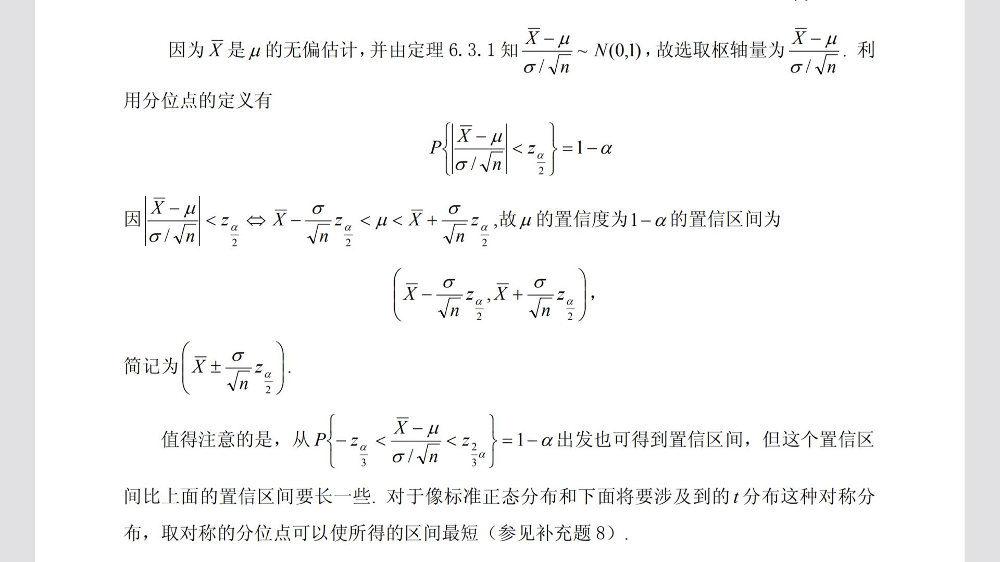 因为 $\overline{X}$ 是 $\mu$ 的无偏估计，并由定理 6.3.1 知 $\frac{\overline{X}-\mu}{\sigma/\sqrt{n}} \sim N(0,1)$，故选取枢轴量为 $\frac{\overline{X}-\mu}{\sigma/\sqrt{n}}$. 利
用分位点的定义有
$P\left\{\left|\frac{\overline{X}-\mu}{\sigma/\sqrt{n}}\right|<z_{\frac{\alpha}{2}}\right\}=1-\alpha$
因 $\left|\frac{\overline{X}-\mu}{\sigma/\sqrt{n}}\right|<z_{\frac{\alpha}{2}} \Leftrightarrow \overline{X}-\frac{\sigma}{\sqrt{n}}z_{\frac{\alpha}{2}}<\mu<\overline{X}+\frac{\sigma}{\sqrt{n}}z_{\frac{\alpha}{2}}$,故 $\mu$ 的置信度为 $1-\alpha$ 的置信区间为
$\left(\overline{X}-\frac{\sigma}{\sqrt{n}}z_{\frac{\alpha}{2}},\overline{X}+\frac{\sigma}{\sqrt{n}}z_{\frac{\alpha}{2}}\right)$，
简记为 $\left(\overline{X}\pm\frac{\sigma}{\sqrt{n}}z_{\frac{\alpha}{2}}\right)$.
值得注意的是，从 $P\left\{-z_{\frac{\alpha}{3}}<\frac{\overline{X}-\mu}{\sigma/\sqrt{n}}<z_{\frac{2}{3}\alpha}\right\}=1-\alpha$ 出发也可得到置信区间，但这个置信区
间比上面的置信区间要长一些. 对于像标准正态分布和下面将要涉及到的 $t$ 分布这种对称分
布，取对称的分位点可以使所得的区间最短（参见补充题 8）.